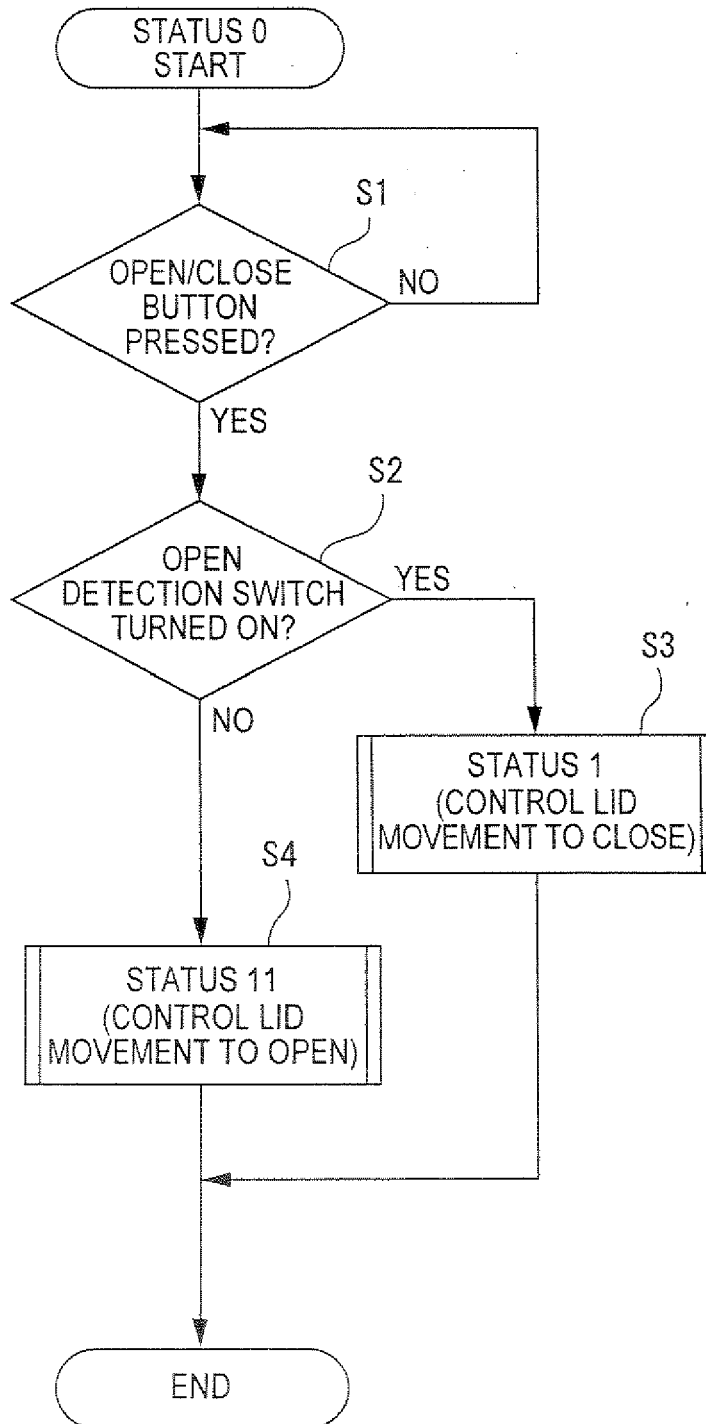 STATUS 0
START
S1
OPEN/CLOSE
BUTTON
PRESSED?
NO
YES
S2
OPEN
DETECTION SWITCH
TURNED ON?
YES
NO
S3
STATUS 1
(CONTROL LID
MOVEMENT TO CLOSE)
S4
STATUS 11
(CONTROL LID
MOVEMENT TO OPEN)
END